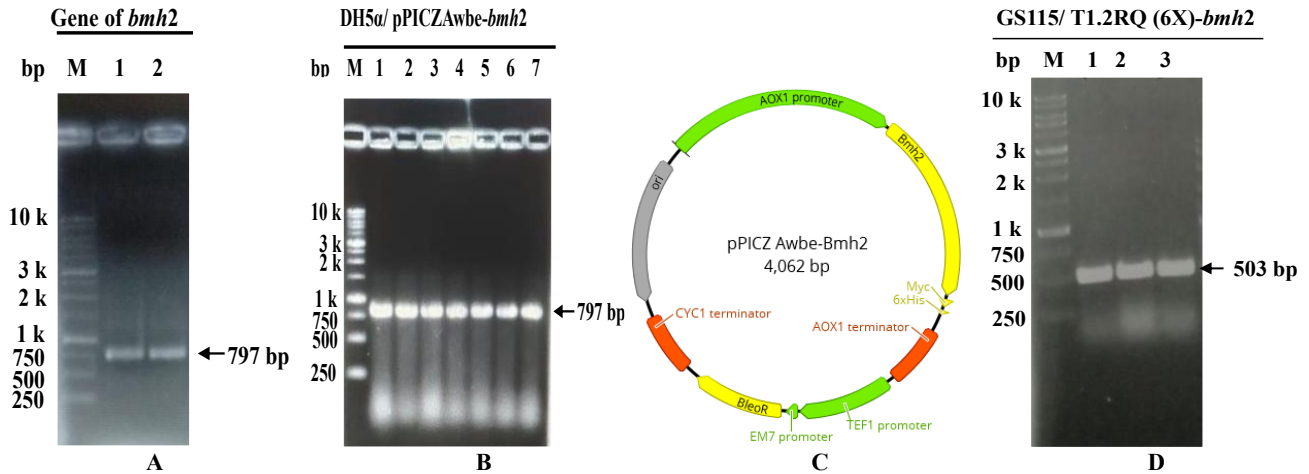 Gene of bmh2
bp M 1 2
10 k
3 k
2 k
1 k
750
500
250
797 bp
A
DH5α/ pPICZAwbe-bmh2
bp M 1 2 3 4 5 6 7
10 k
3 k
2 k
1 k
750
500
250
797 bp
B
AOX1 promoter
Bmh2
ori
pPICZ Awbe-Bmh2
4,062 bp
Myc
6xHis
CYC1 terminator
AOX1 terminator
BleoR
EM7 promoter
TEF1 promoter
C
GS115/ T1.2RQ (6X)-bmh2
bp M 1 2 3
10 k
3 k
2 k
1 k
750
500
250
503 bp
D